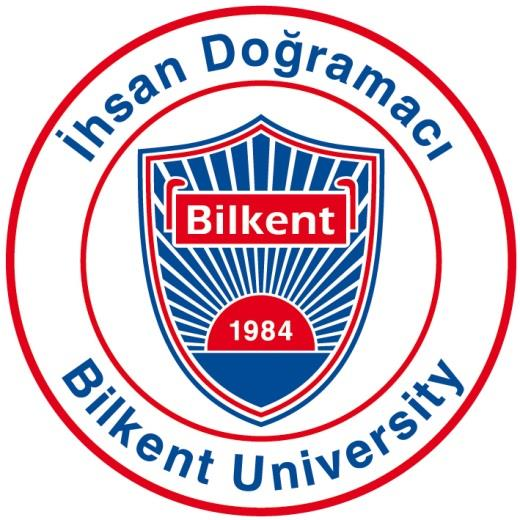 İhsan Doğramacı
Bilkent
1984
Bilkent University